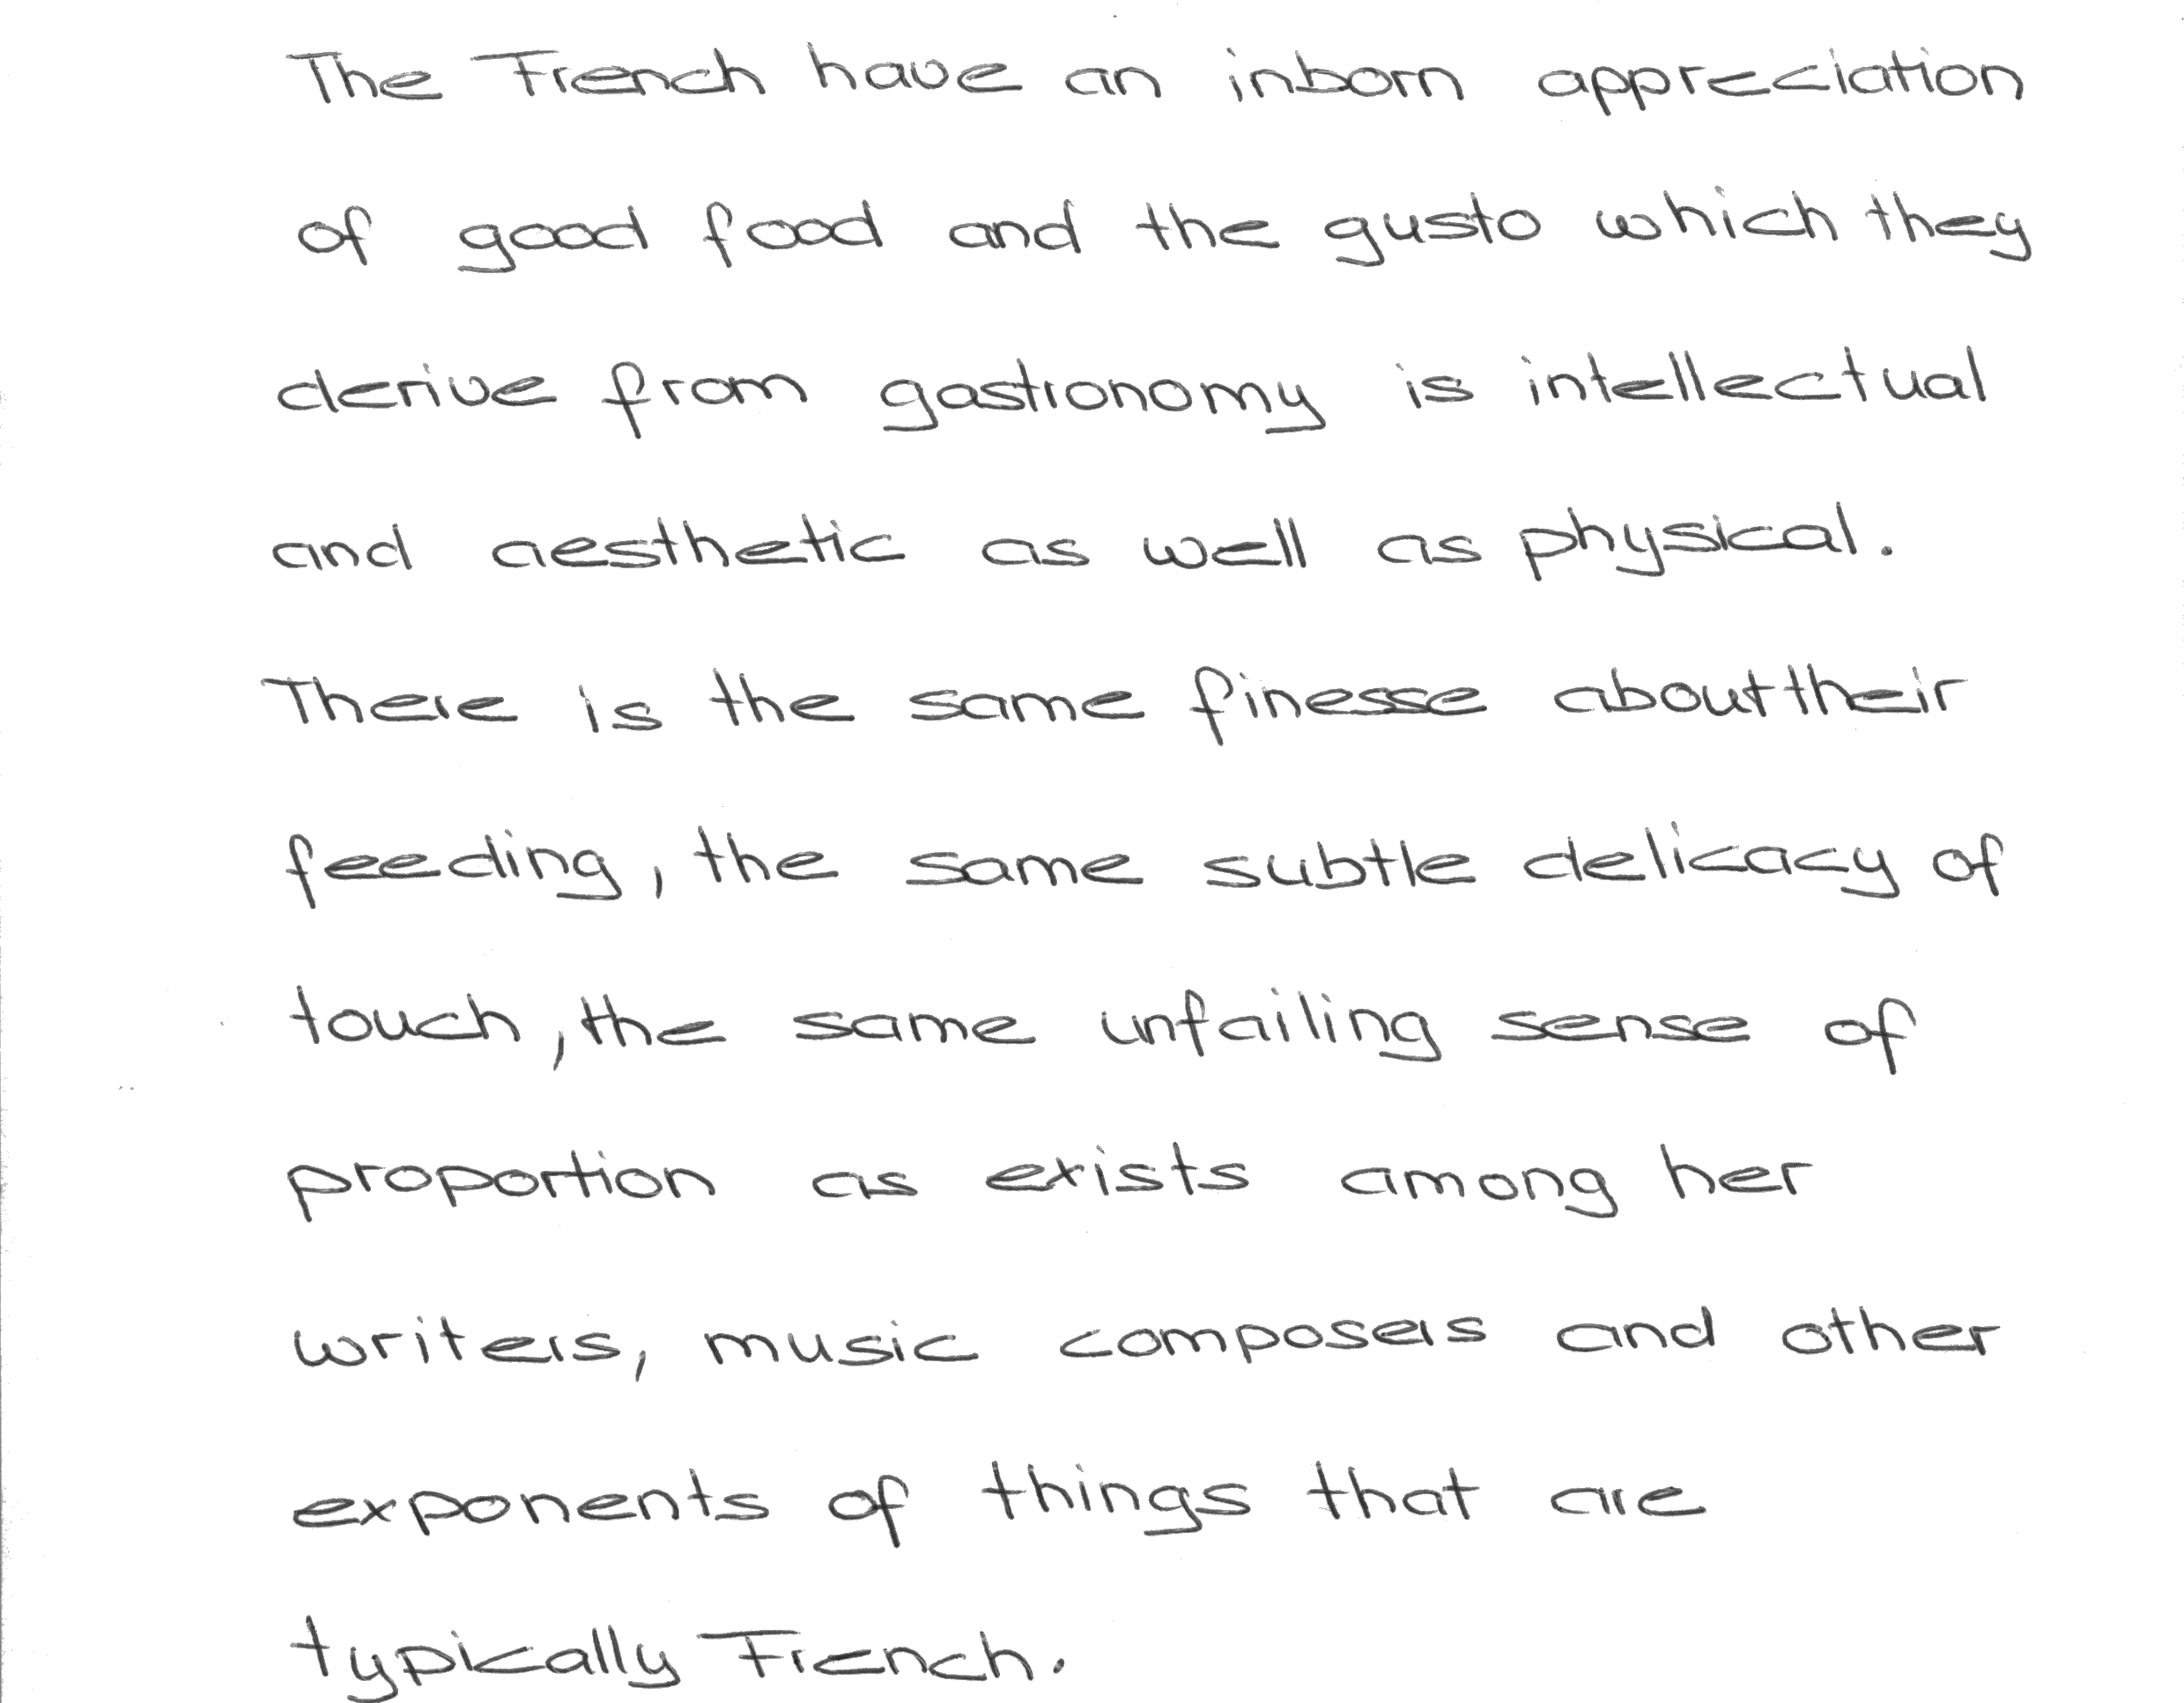 The French have an inborn appreciation
of good food and the gusto which they
derive from gastronomy is intellectual
and aesthetic as well as physical.
There is the same finesse about their
feeding, the same subtle delicacy of
touch, the same unfailing sense of
proportion as exists among her
writers, music composers and other
exponents of things that are
typically French.